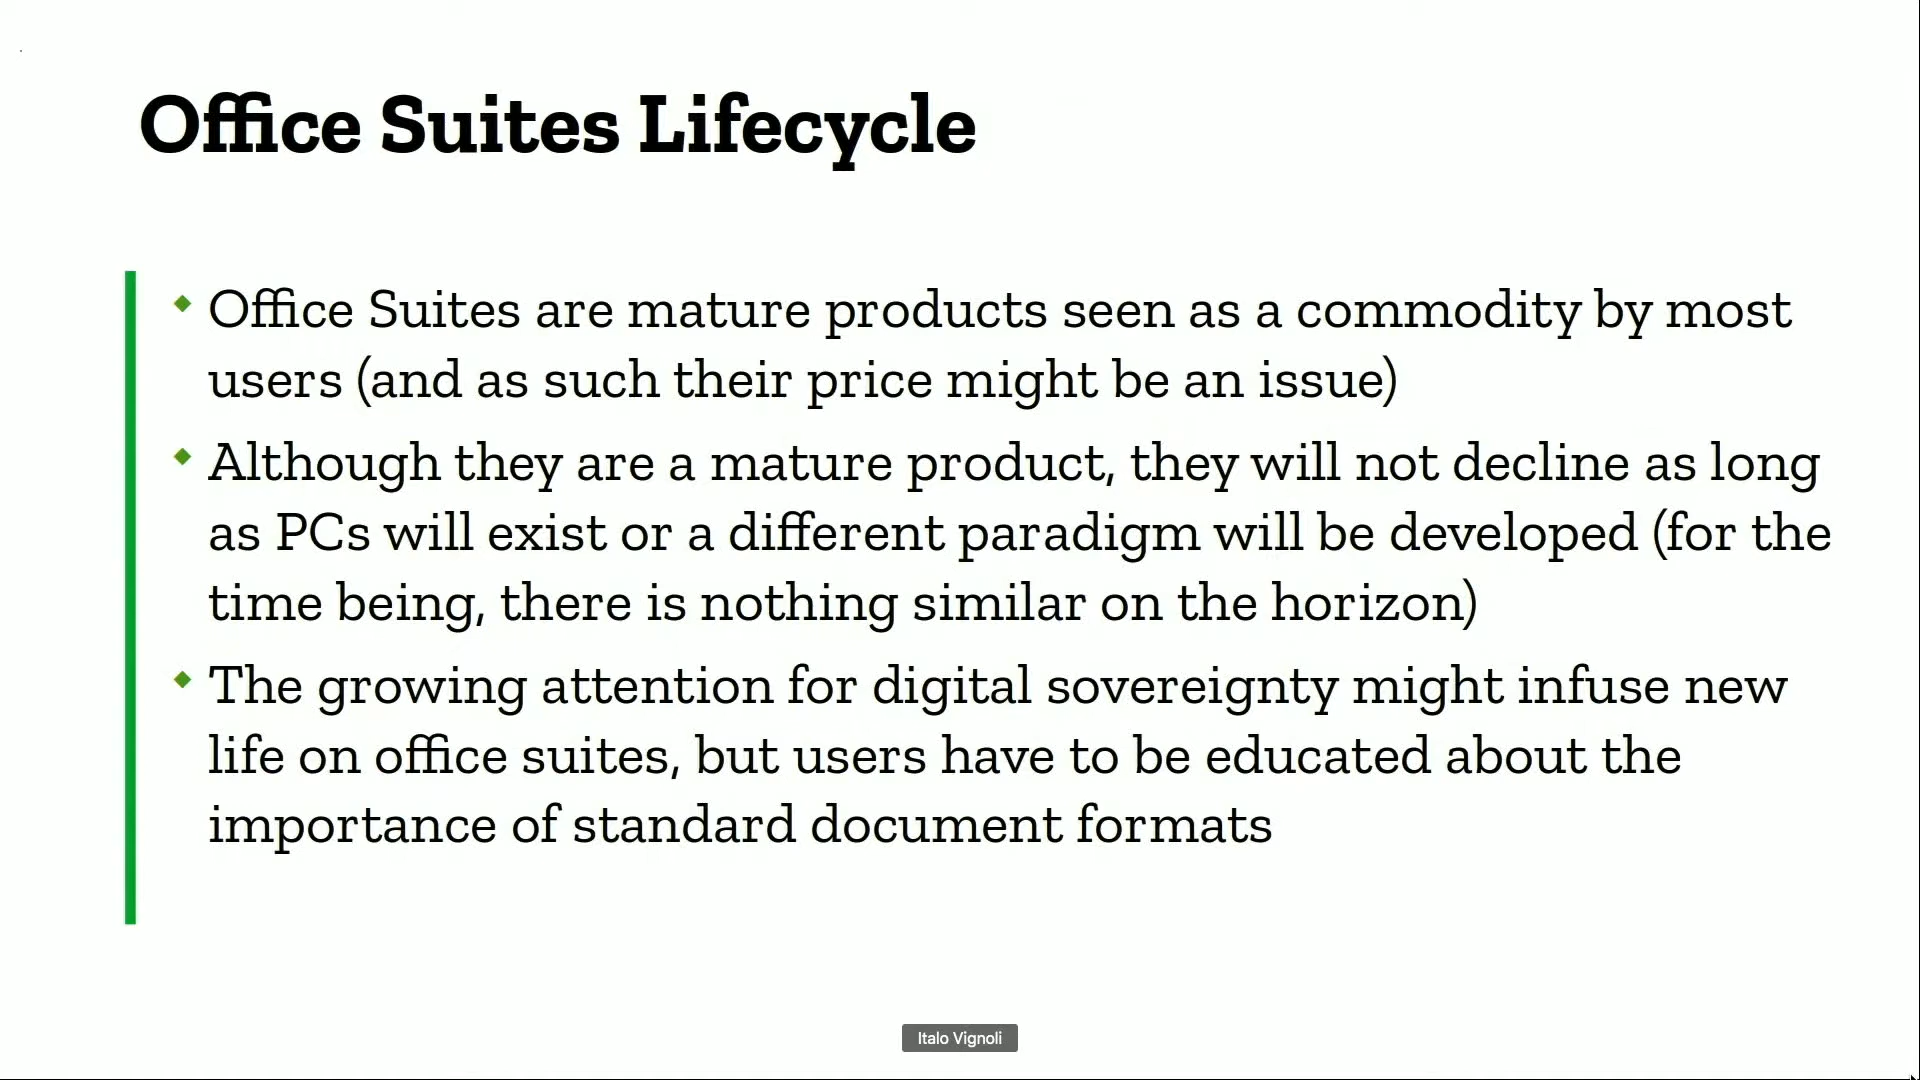 Office Suites Lifecycle
Office Suites are mature products seen as a commodity by most
users (and as such their price might be an issue)
Although they are a mature product, they will not decline as long
as PCs will exist or a different paradigm will be developed (for the
time being, there is nothing similar on the horizon)
The growing attention for digital sovereignty might infuse new
life on office suites, but users have to be educated about the
importance of standard document formats
Italo Vignoli